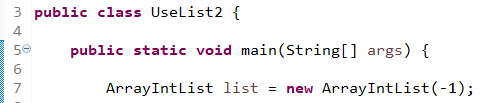 3 public class UseList2 {
4
5 public static void main(String[] args) {
6
7 ArrayIntList list = new ArrayIntList(-1);